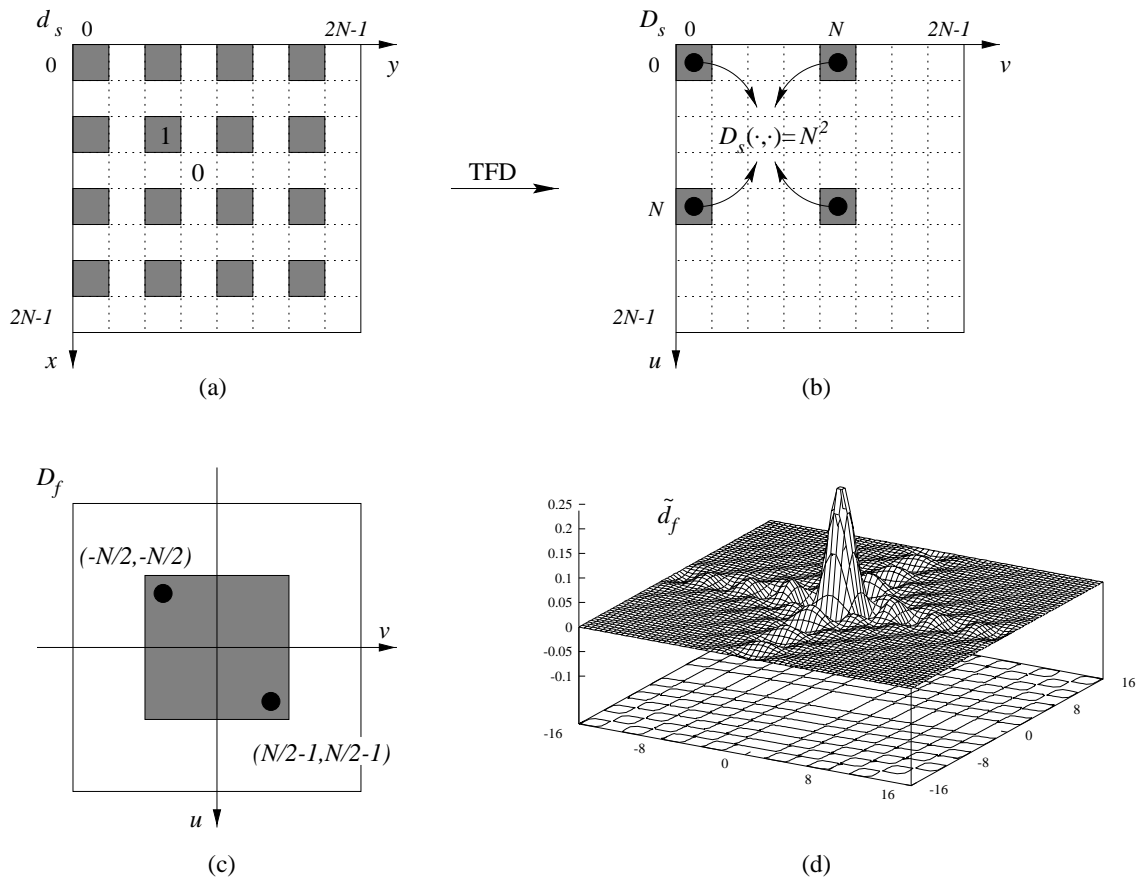 d_s 0 2N-1
y
0
1
0
2N-1
x
(a)
TFD
D_s 0 N 2N-1
v
0
D_s(·,·)=N^2
N
2N-1
u
(b)
D_f
(-N/2,-N/2)
v
(N/2-1,N/2-1)
u
(c)
\tilde{d}_f
0.25
0.2
0.15
0.1
0.05
0
-0.05
-0.1
-16
-8
0
8
16
-16
-8
0
8
16
(d)